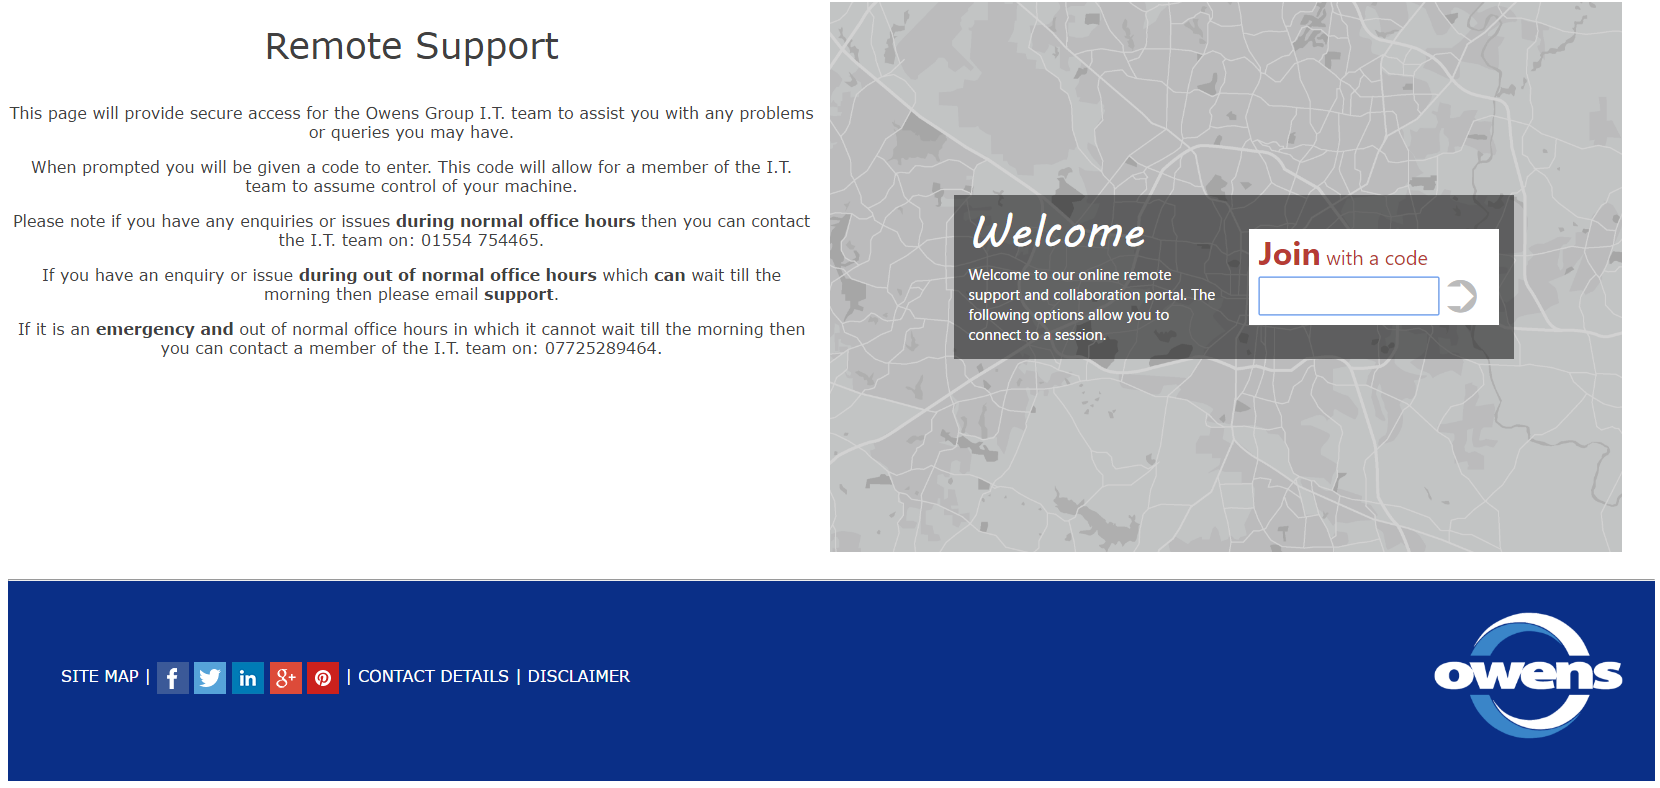 Remote Support
This page will provide secure access for the Owens Group I.T. team to assist you with any problems
or queries you may have.
When prompted you will be given a code to enter. This code will allow for a member of the I.T.
team to assume control of your machine.
Please note if you have any enquiries or issues during normal office hours then you can contact
the I.T. team on: 01554 754465.
If you have an enquiry or issue during out of normal office hours which can wait till the
morning then please email support.
If it is an emergency and out of normal office hours in which it cannot wait till the morning then
you can contact a member of the I.T. team on: 07725289464.
Welcome
Welcome to our online remote
support and collaboration portal. The
following options allow you to
connect to a session.
Join with a code
SITE MAP | f in g+ | CONTACT DETAILS | DISCLAIMER
owens